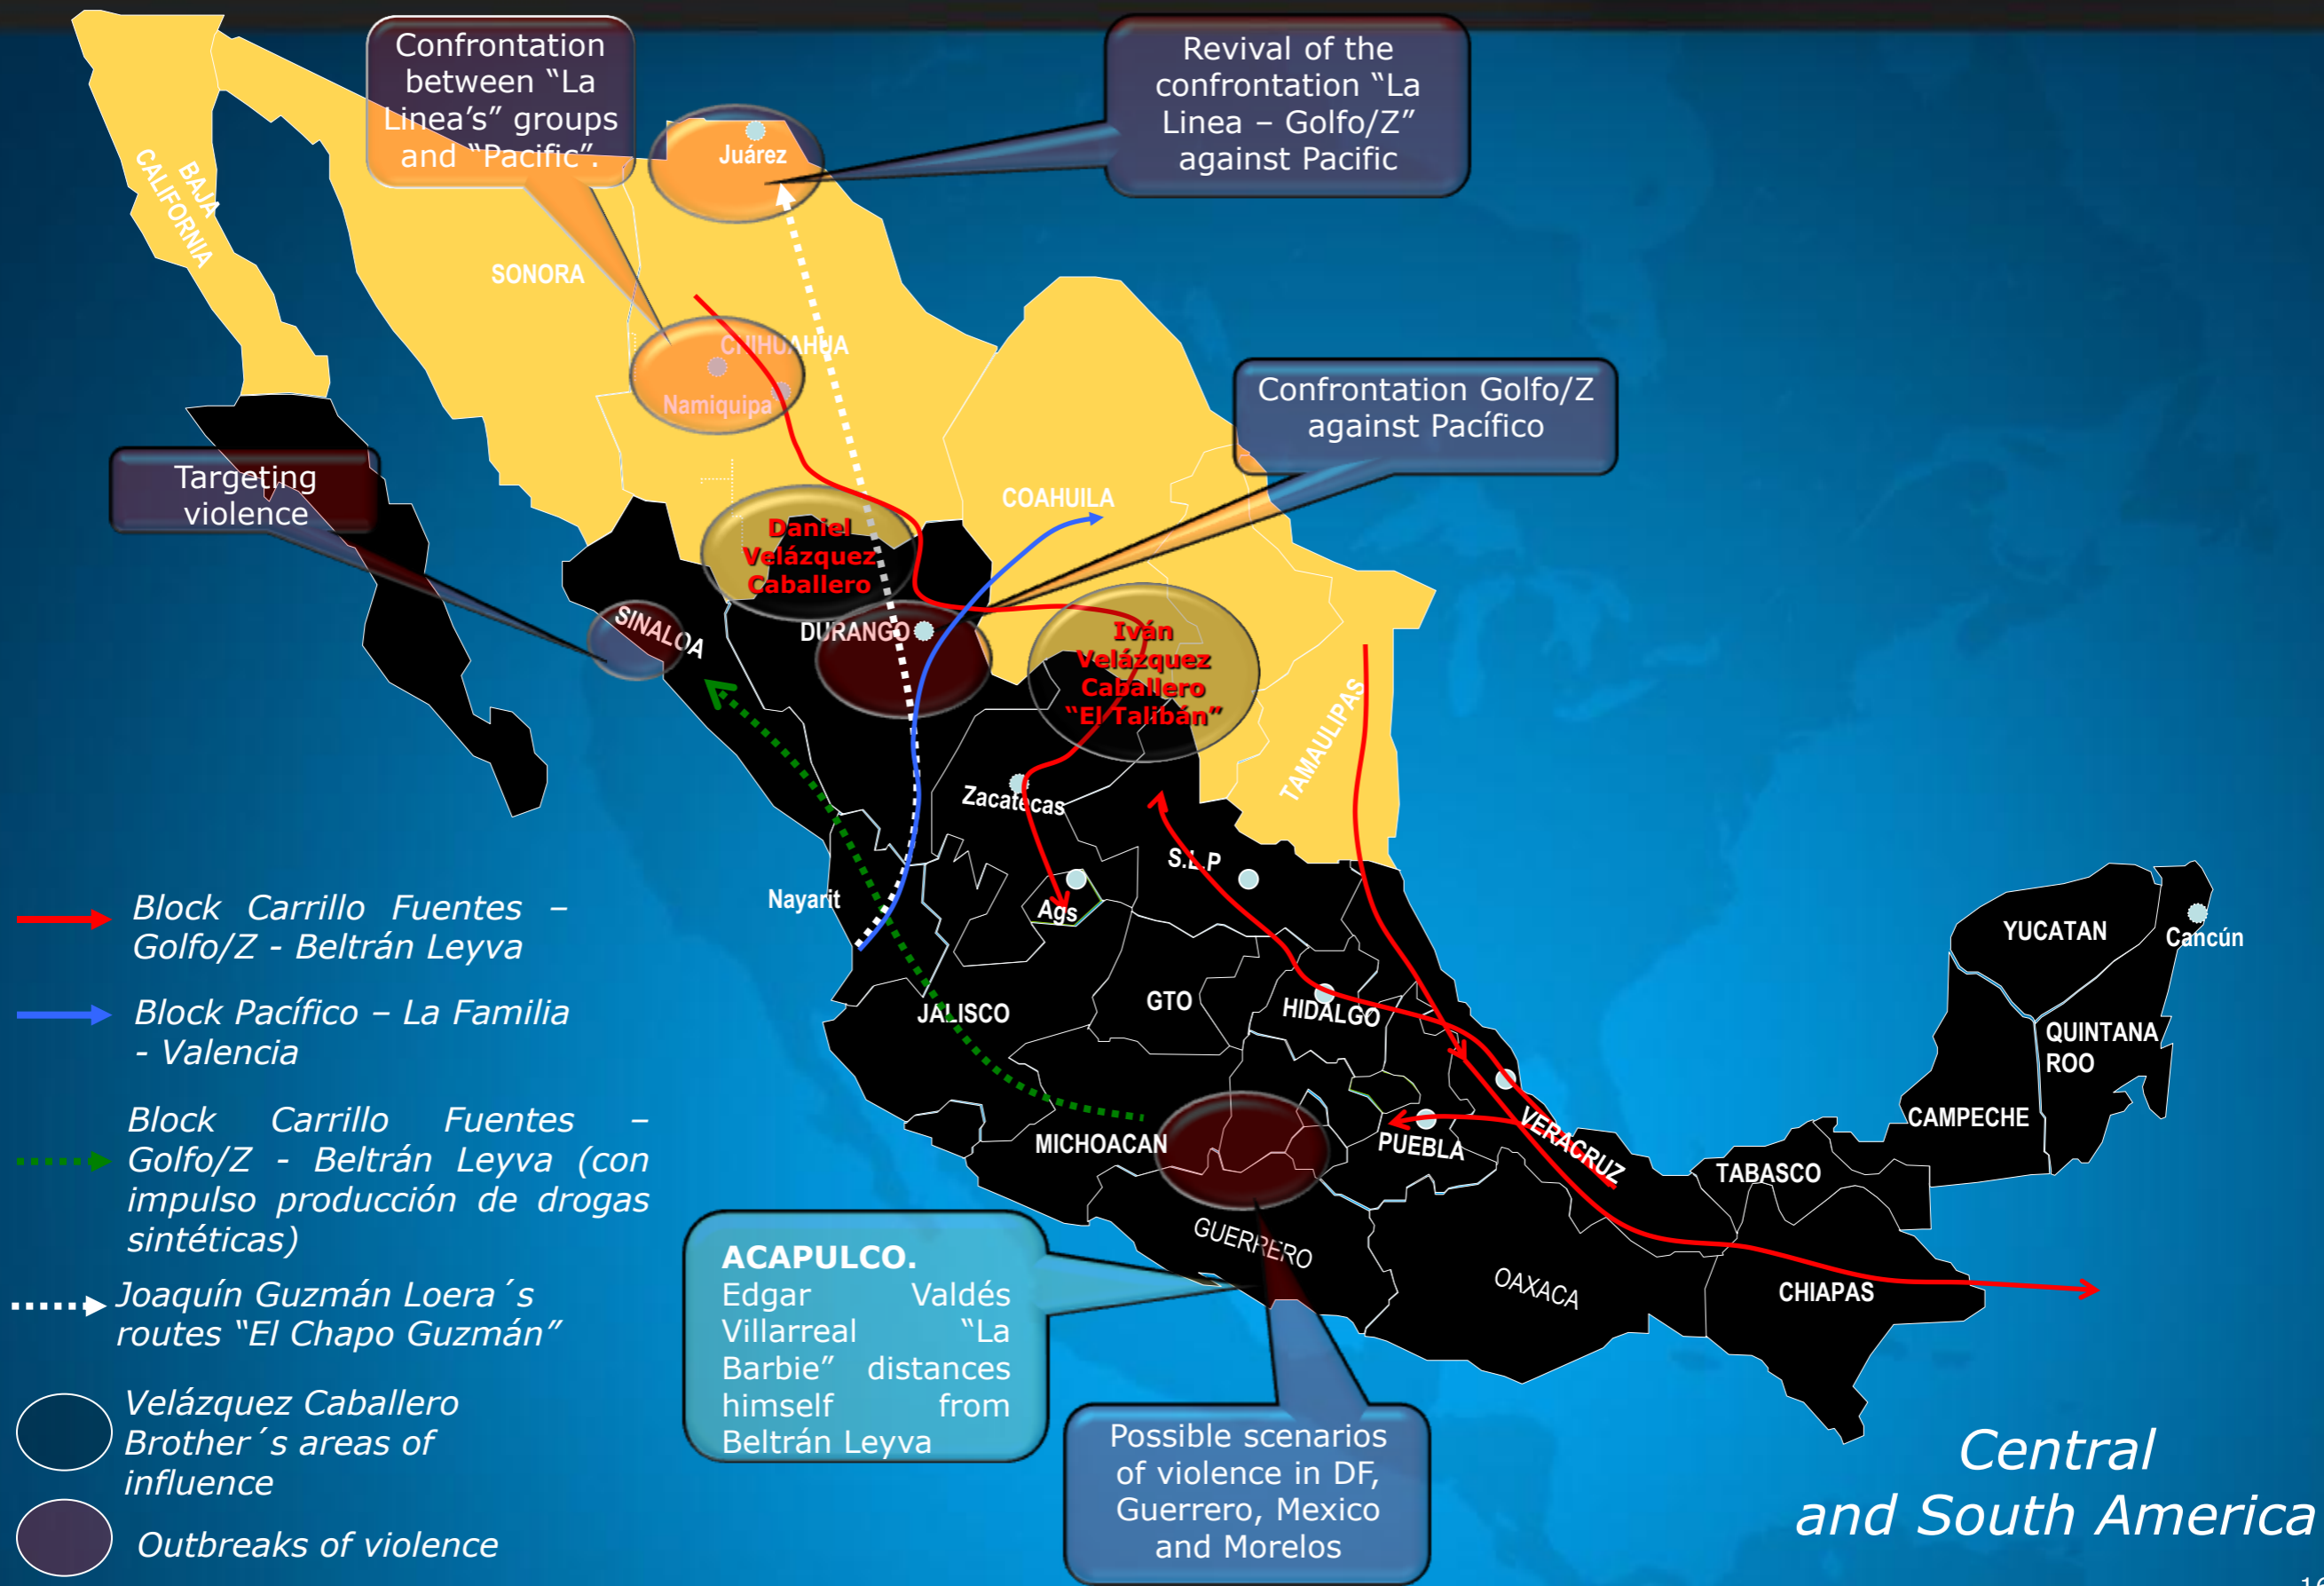 Confrontation
between “La
Linea’s” groups
and “Pacific”.
Revival of the
confrontation “La
Linea – Golfo/Z”
against Pacific
Juárez
BAJA
CALIFORNIA
SONORA
CHIHUAHUA
Namiquipa
Confrontation Golfo/Z
against Pacífico
Targeting
violence
COAHUILA
Daniel
Velázquez
Caballero
SINALOA
DURANGO
Iván
Velázquez
Caballero
“El Talibán”
TAMAULIPAS
Zacatecas
S.L.P
Nayarit
Ags
YUCATAN
Cancún
QUINTANA
ROO
CAMPECHE
JALISCO
GTO
HIDALGO
MICHOACAN
PUEBLA
VERACRUZ
TABASCO
GUERRERO
OAXACA
CHIAPAS
Block Carrillo Fuentes –
Golfo/Z - Beltrán Leyva
Block Pacífico – La Familia
- Valencia
Block Carrillo Fuentes –
Golfo/Z - Beltrán Leyva (con
impulso producción de drogas
sintéticas)
Joaquín Guzmán Loera´s
routes “El Chapo Guzmán”
Velázquez Caballero
Brother´s areas of
influence
Outbreaks of violence
ACAPULCO.
Edgar Valdés
Villarreal “La
Barbie” distances
himself from
Beltrán Leyva
Possible scenarios
of violence in DF,
Guerrero, Mexico
and Morelos
Central
and South America